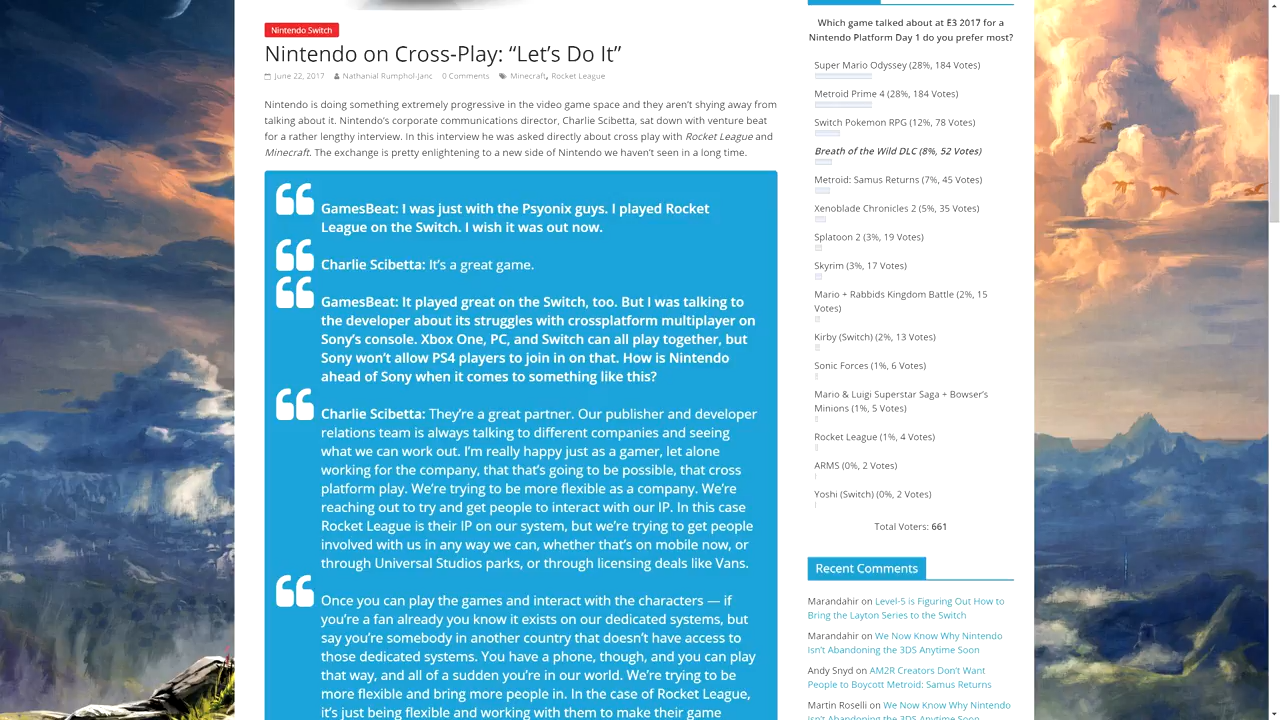 Nintendo Switch
Nintendo on Cross-Play: “Let’s Do It”
June 22, 2017 Nathanial Rumphol-Janc 0 Comments Minecraft, Rocket League
Nintendo is doing something extremely progressive in the video game space and they aren’t shying away from
talking about it. Nintendo’s corporate communications director, Charlie Scibetta, sat down with venture beat
for a rather lengthy interview. In this interview he was asked directly about cross play with Rocket League and
Minecraft. The exchange is pretty enlightening to a new side of Nintendo we haven’t seen in a long time.
GamesBeat: I was just with the Psyonix guys. I played Rocket
League on the Switch. I wish it was out now.
Charlie Scibetta: It’s a great game.
GamesBeat: It played great on the Switch, too. But I was talking to
the developer about its struggles with crossplatform multiplayer on
Sony’s console. Xbox One, PC, and Switch can all play together, but
Sony won’t allow PS4 players to join in on that. How is Nintendo
ahead of Sony when it comes to something like this?
Charlie Scibetta: They’re a great partner. Our publisher and developer
relations team is always talking to different companies and seeing
what we can work out. I’m really happy just as a gamer, let alone
working for the company, that that’s going to be possible, that cross
platform play. We’re trying to be more flexible as a company. We’re
reaching out to try and get people to interact with our IP. In this case
Rocket League is their IP on our system, but we’re trying to get people
involved with us in any way we can, whether that’s on mobile now, or
through Universal Studios parks, or through licensing deals like Vans.
Once you can play the games and interact with the characters — if
you’re a fan already you know it exists on our dedicated systems, but
say you’re somebody in another country that doesn’t have access to
those dedicated systems. You have a phone, though, and you can play
that way, and all of a sudden you’re in our world. We’re trying to be
more flexible and bring more people in. In the case of Rocket League,
it’s just being flexible and working with them to make their game
Which game talked about at E3 2017 for a
Nintendo Platform Day 1 do you prefer most?
Super Mario Odyssey (28%, 184 Votes)
Metroid Prime 4 (28%, 184 Votes)
Switch Pokemon RPG (12%, 78 Votes)
Breath of the Wild DLC (8%, 52 Votes)
Metroid: Samus Returns (7%, 45 Votes)
Xenoblade Chronicles 2 (5%, 35 Votes)
Splatoon 2 (3%, 19 Votes)
Skyrim (3%, 17 Votes)
Mario + Rabbids Kingdom Battle (2%, 15
Votes)
Kirby (Switch) (2%, 13 Votes)
Sonic Forces (1%, 6 Votes)
Mario & Luigi Superstar Saga + Bowser’s
Minions (1%, 5 Votes)
Rocket League (1%, 4 Votes)
ARMS (0%, 2 Votes)
Yoshi (Switch) (0%, 2 Votes)
Total Voters: 661
Recent Comments
Marandahir on Level-5 is Figuring Out How to
Bring the Layton Series to the Switch
Marandahir on We Now Know Why Nintendo
Isn’t Abandoning the 3DS Anytime Soon
Andy Snyd on AM2R Creators Don’t Want
People to Boycott Metroid: Samus Returns
Martin Roselli on We Now Know Why Nintendo
Isn’t Abandoning the 3DS Anytime Soon